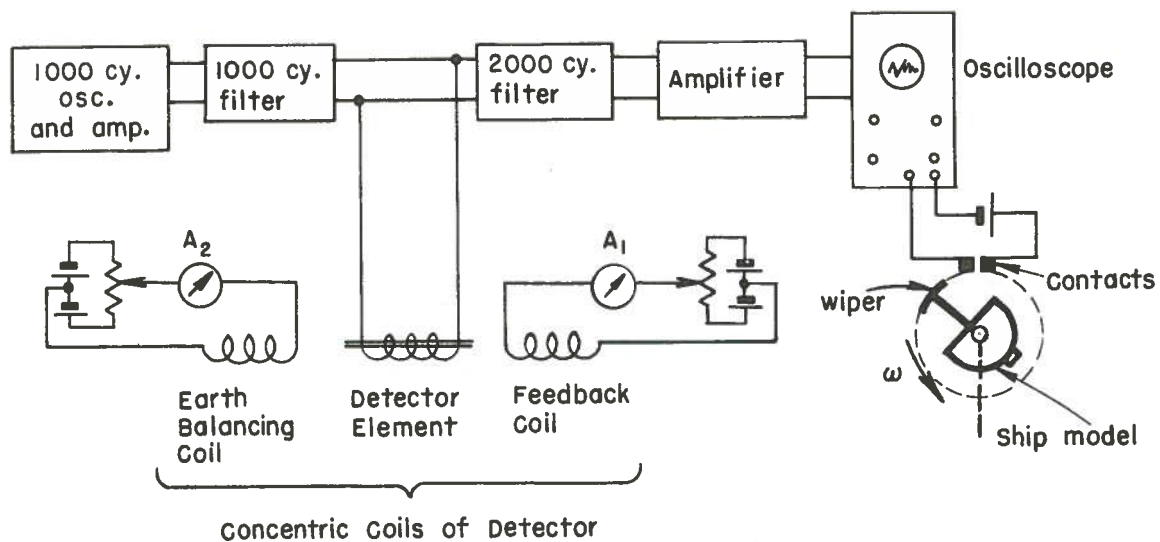 1000 cy.
osc.
and amp.
1000 cy.
filter
2000 cy.
filter
Amplifier
Oscilloscope
A2
A1
Contacts
wiper
ω
Ship model
Earth
Balancing
Coil
Detector
Element
Feedback
Coil
Concentric Coils of Detector